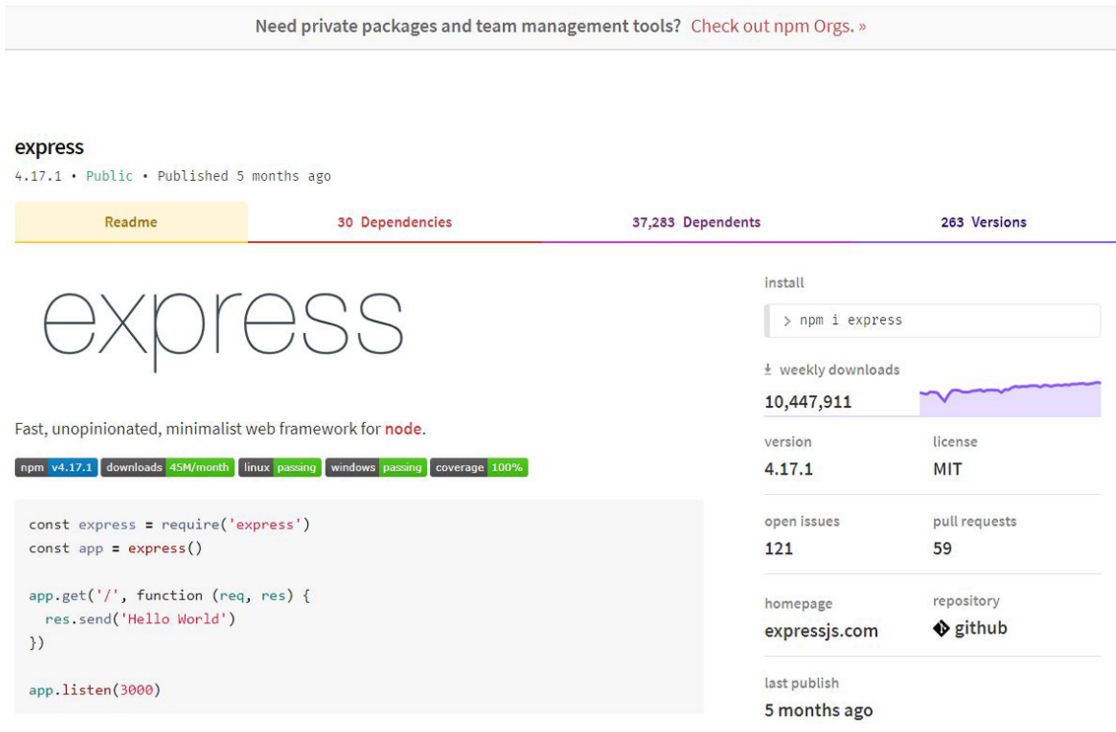 Need private packages and team management tools? Check out npm Orgs. »
express
4.17.1 • Public • Published 5 months ago
Readme
30 Dependencies
37,283 Dependents
263 Versions
express
Fast, unopinionated, minimalist web framework for node.
npm v4.17.1 downloads 45M/month linux passing windows passing coverage 100%
const express = require('express')
const app = express()
app.get('/', function (req, res) {
  res.send('Hello World')
})
app.listen(3000)
install
> npm i express
weekly downloads
10,447,911
version
4.17.1
license
MIT
open issues
121
pull requests
59
homepage
expressjs.com
repository
github
last publish
5 months ago